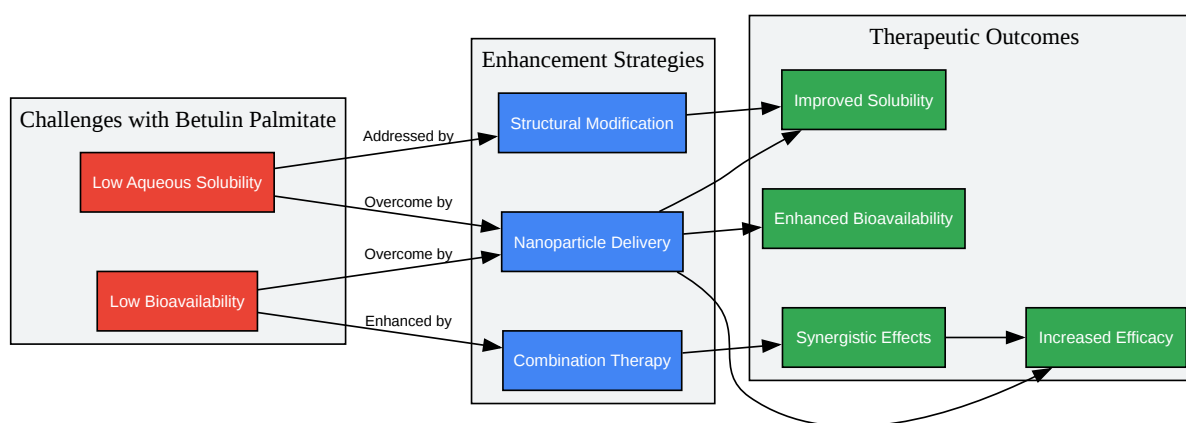 Challenges with Betulin Palmitate
Low Aqueous Solubility
Low Bioavailability
Addressed by
Overcome by
Overcome by
Enhanced by
Enhancement Strategies
Structural Modification
Nanoparticle Delivery
Combination Therapy
Therapeutic Outcomes
Improved Solubility
Enhanced Bioavailability
Synergistic Effects
Increased Efficacy